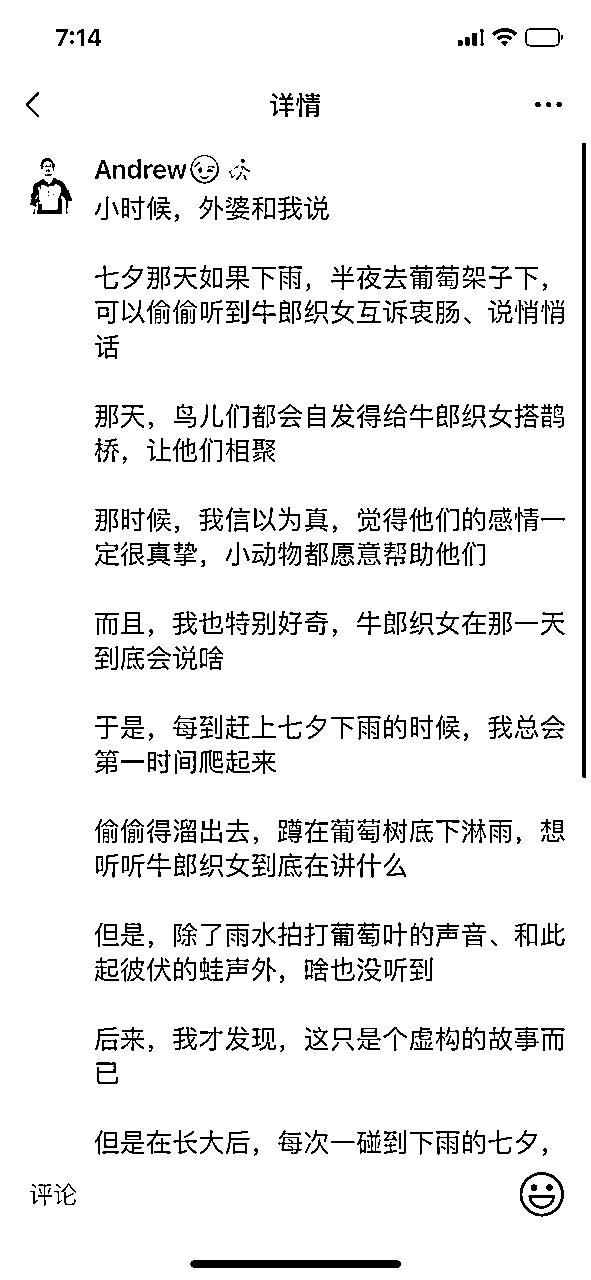 7:14
详情
Andrew
小时候，外婆和我说
七夕那天如果下雨，半夜去葡萄架子下，
可以偷偷听到牛郎织女互诉衷肠、说悄悄
话
那天，鸟儿们都会自发得给牛郎织女搭鹊
桥，让他们相聚
那时候，我信以为真，觉得他们的感情一
定很真挚，小动物都愿意帮助他们
而且，我也特别好奇，牛郎织女在那一天
到底会说啥
于是，每到赶上七夕下雨的时候，我总会
第一时间爬起来
偷偷得溜出去，蹲在葡萄树底下淋雨，想
听听牛郎织女到底在讲什么
但是，除了雨水拍打葡萄叶的声音、和此
起彼伏的蛙声外，啥也没听到
后来，我才发现，这只是个虚构的故事而
已
但是在长大后，每次一碰到下雨的七夕，
评论